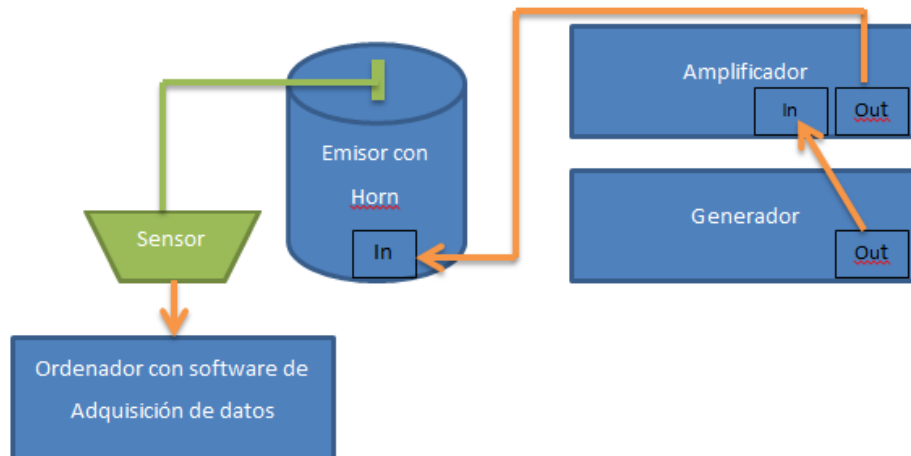 Amplificador
In
Out
Emisor con
Horn
In
Generador
Out
Sensor
Ordenador con software de
Adquisición de datos